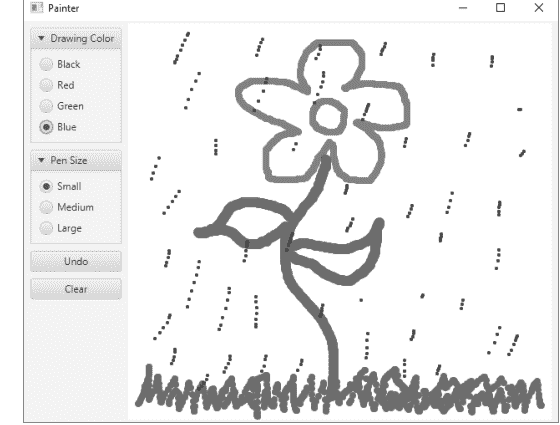 Painter
Drawing Color
Black
Red
Green
Blue
Pen Size
Small
Medium
Large
Undo
Clear